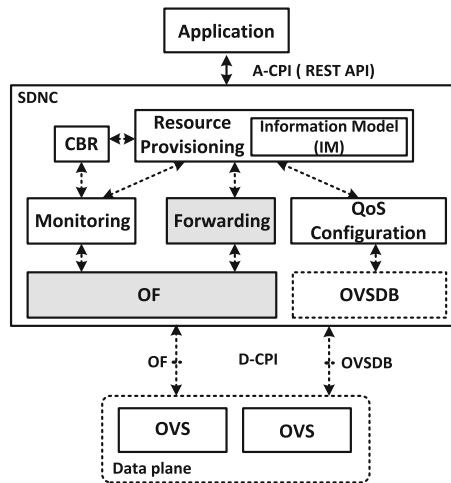 Application
A-CPI ( REST API)
SDNC
Resource
Provisioning
Information Model
(IM)
CBR
Monitoring
Forwarding
QoS
Configuration
OF
OVSDB
OF
D-CPI
OVSDB
OVS
OVS
Data plane